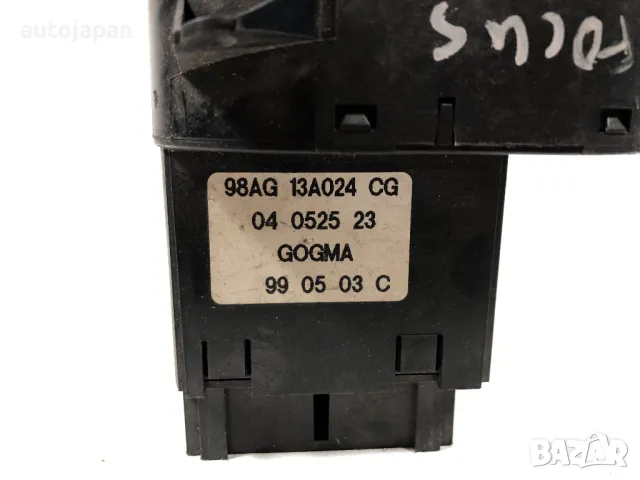 autojapan
FOCUS
98AG 13A024 CG
04 0525 23
GOGMA
99 05 03 C
BAZAR